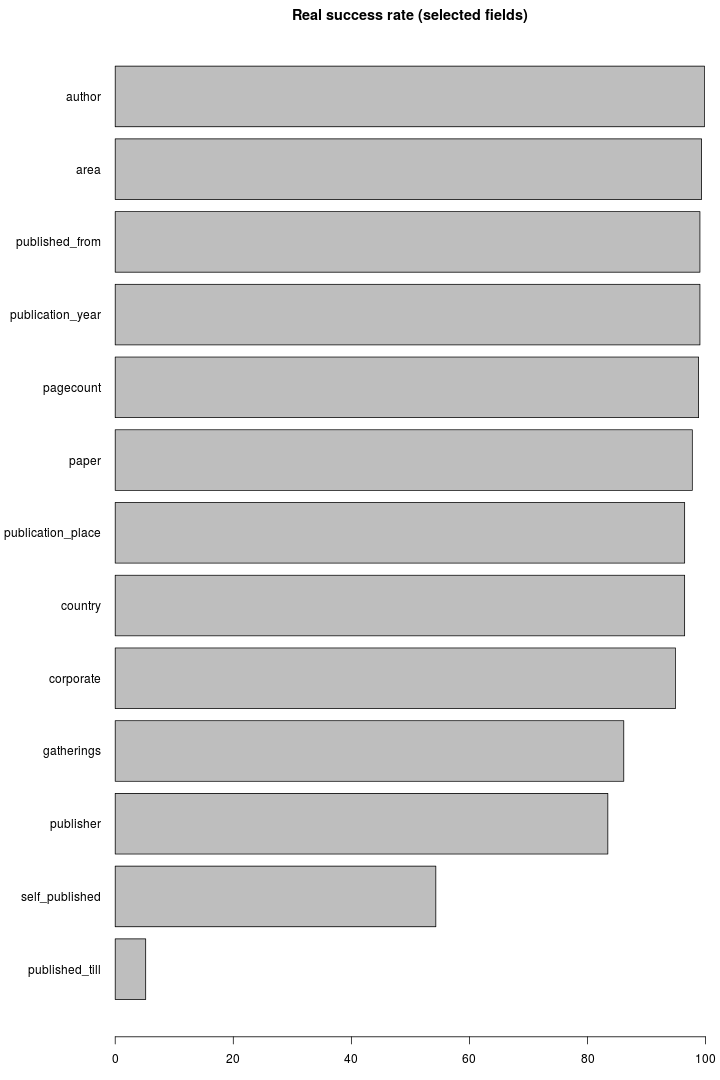 Real success rate (selected fields)
author
area
published_from
publication_year
pagecount
paper
publication_place
country
corporate
gatherings
publisher
self_published
published_till
0 20 40 60 80 100